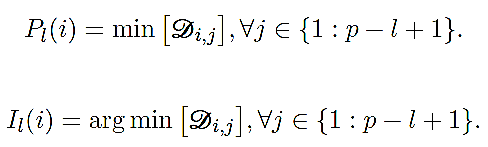 P_l(i) = min [𝒟_{i,j}], ∀j ∈ {1 : p − l + 1}.
I_l(i) = arg min [𝒟_{i,j}], ∀j ∈ {1 : p − l + 1}.